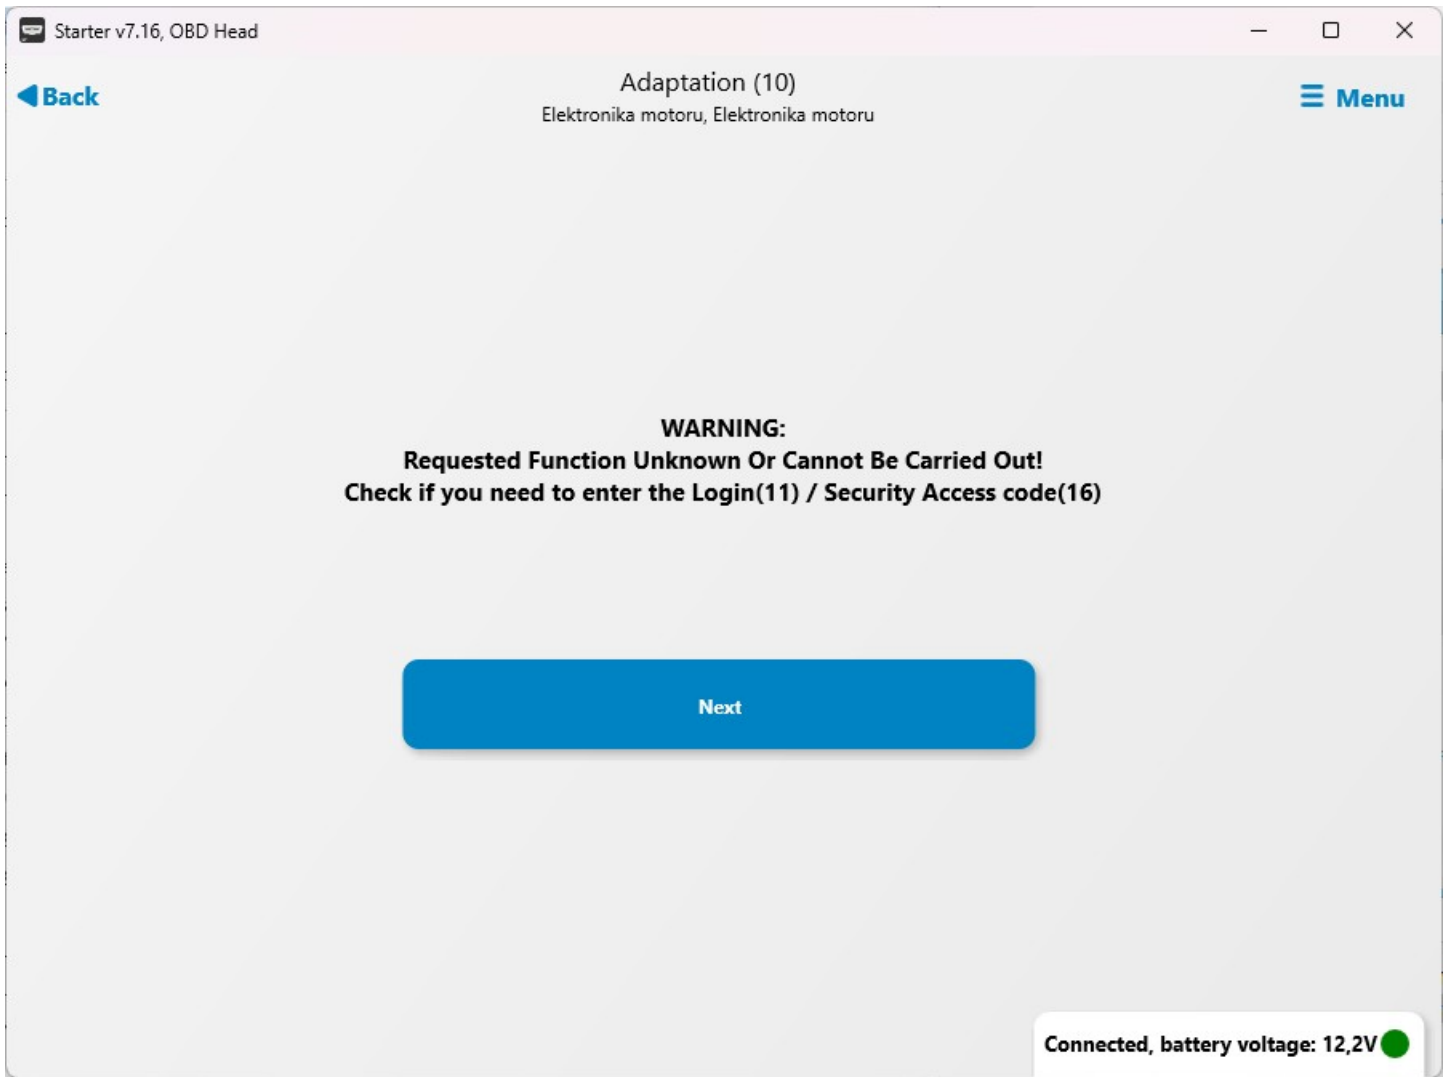 Starter v7.16, OBD Head
Back
Adaptation (10)
Elektronika motoru, Elektronika motoru
Menu
WARNING:
Requested Function Unknown Or Cannot Be Carried Out!
Check if you need to enter the Login(11) / Security Access code(16)
Next
Connected, battery voltage: 12,2V